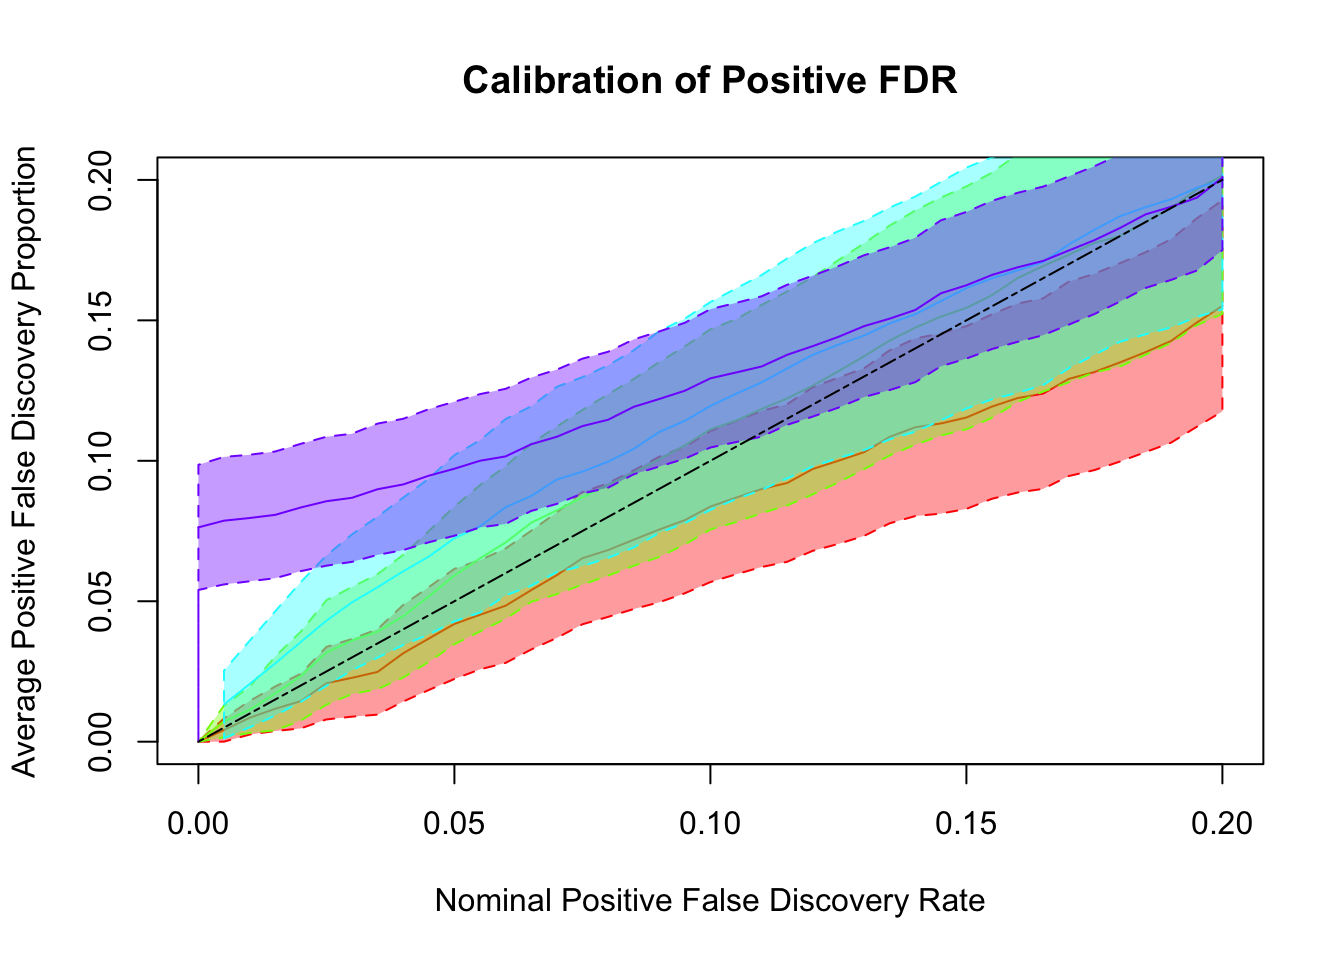 Calibration of Positive FDR
Average Positive False Discovery Proportion
0.20
0.15
0.10
0.05
0.00
0.00 0.05 0.10 0.15 0.20
Nominal Positive False Discovery Rate